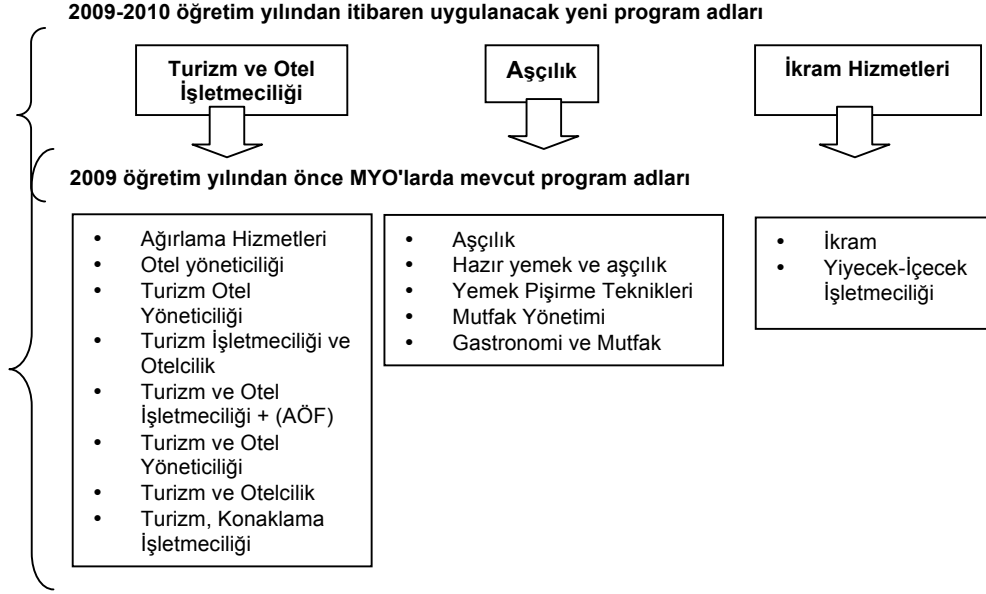 2009-2010 öğretim yılından itibaren uygulanacak yeni program adları
Turizm ve Otel
İşletmeciliği
Aşçılık
İkram Hizmetleri
2009 öğretim yılından önce MYO'larda mevcut program adları
• Ağırlama Hizmetleri
• Otel yöneticiliği
• Turizm Otel
Yöneticiliği
• Turizm İşletmeciliği ve
Otelcilik
• Turizm ve Otel
İşletmeciliği + (AÖF)
• Turizm ve Otel
Yöneticiliği
• Turizm ve Otelcilik
• Turizm, Konaklama
İşletmeciliği
• Aşçılık
• Hazır yemek ve aşçılık
• Yemek Pişirme Teknikleri
• Mutfak Yönetimi
• Gastronomi ve Mutfak
• İkram
• Yiyecek-İçecek
İşletmeciliği